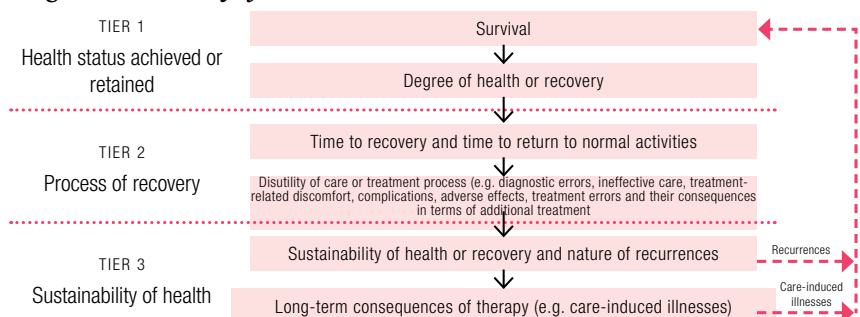 TIER 1
Health status achieved or
retained
Survival
Degree of health or recovery
TIER 2
Process of recovery
Time to recovery and time to return to normal activities
Disutility of care or treatment process (e.g. diagnostic errors, ineffective care, treatment-
related discomfort, complications, adverse effects, treatment errors and their consequences
in terms of additional treatment
TIER 3
Sustainability of health
Sustainability of health or recovery and nature of recurrences
Recurrences
Long-term consequences of therapy (e.g. care-induced illnesses)
Care-induced
illnesses